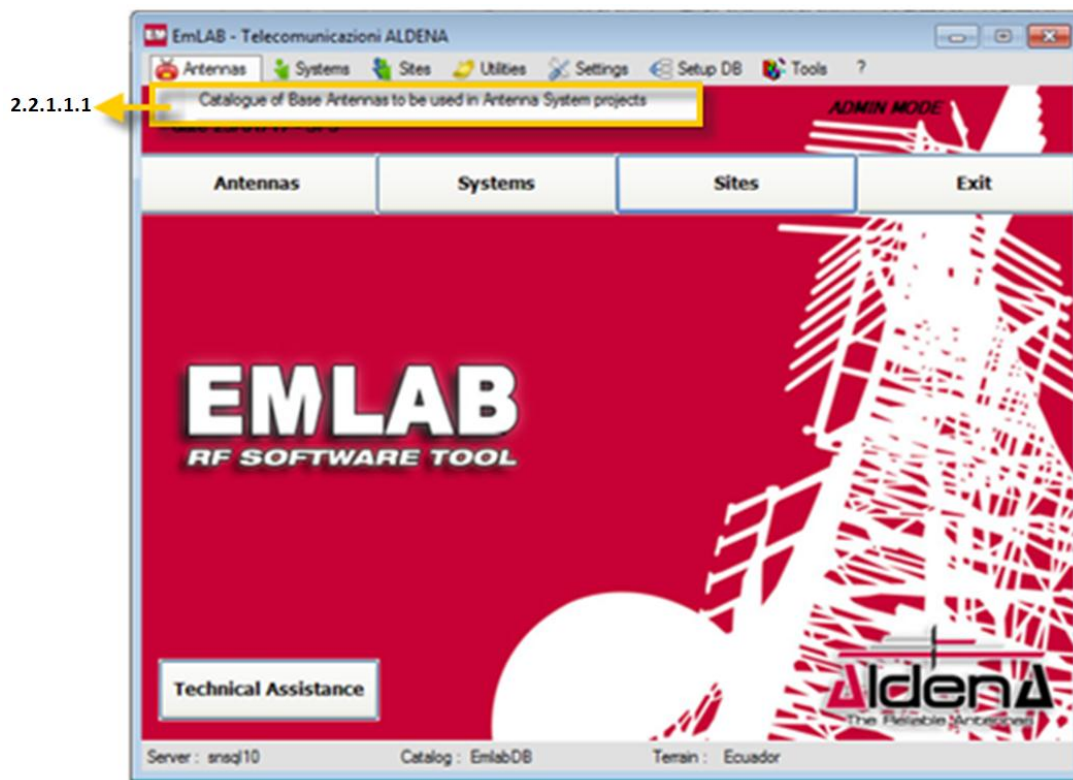 EmLAB - Telecomunicazioni ALDENA
Antennas Systems Sites Utilities Settings Setup DB Tools ?
2.2.1.1.1
Catalogue of Base Antennas to be used in Antenna System projects
ADMIN MODE
Antennas Systems Sites Exit
EMLAB
RF SOFTWARE TOOL
Technical Assistance
AldenA
The Reliable Antennas
Server : snsql10 Catalog : EmlabDB Terrain : Ecuador